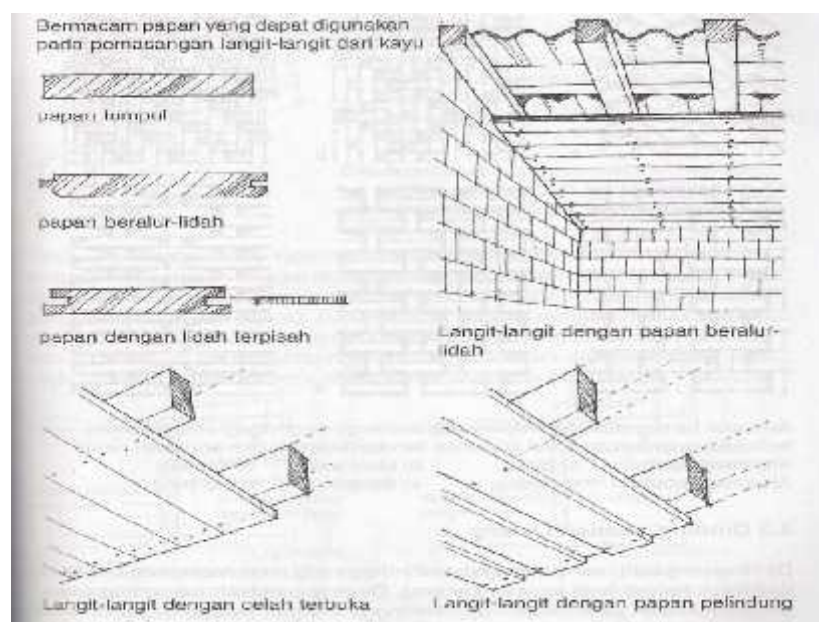 Bermacam papan yang dapat digunakan
pada pemasangan langit-langit dari kayu
papan tumpul
papan beralur-lidah
papan dengan lidah terpisah
Langit-langit dengan papan beralur-
lidah
Langit-langit dengan celah terbuka
Langit-langit dengan papan pelindung